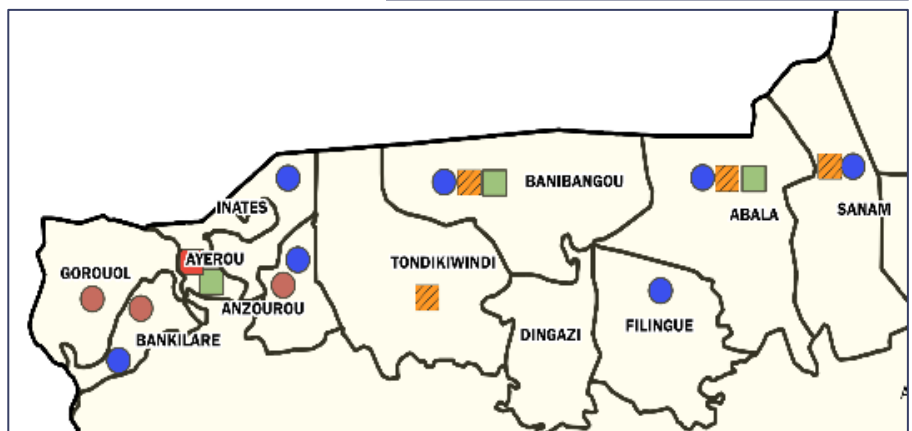 BANIBANGOU
INATES
ABALA
SANAM
AYEROU
TONDIKIWINDI
GOROUOL
ANZOUROU
BANKILARE
DINGAZI
FILINGUE